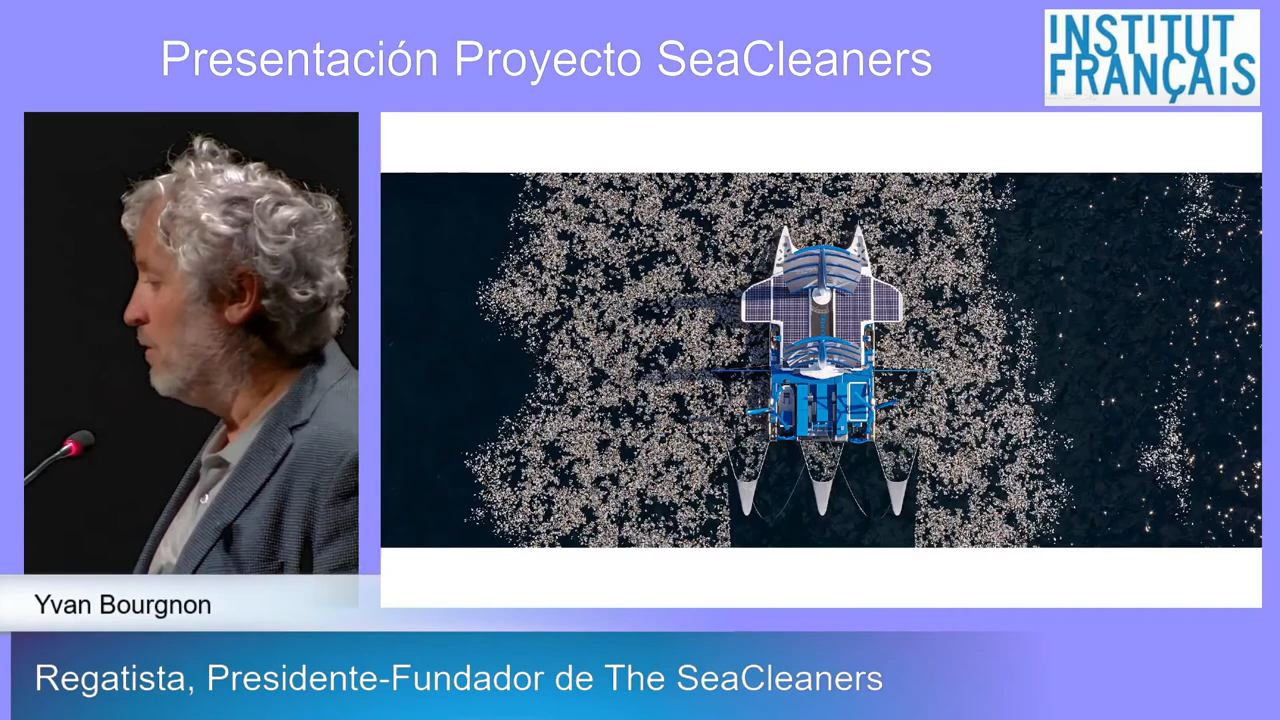 Presentación Proyecto SeaCleaners
INSTITUT
FRANÇAIS
Yvan Bourgnon
Regatista, Presidente-Fundador de The SeaCleaners